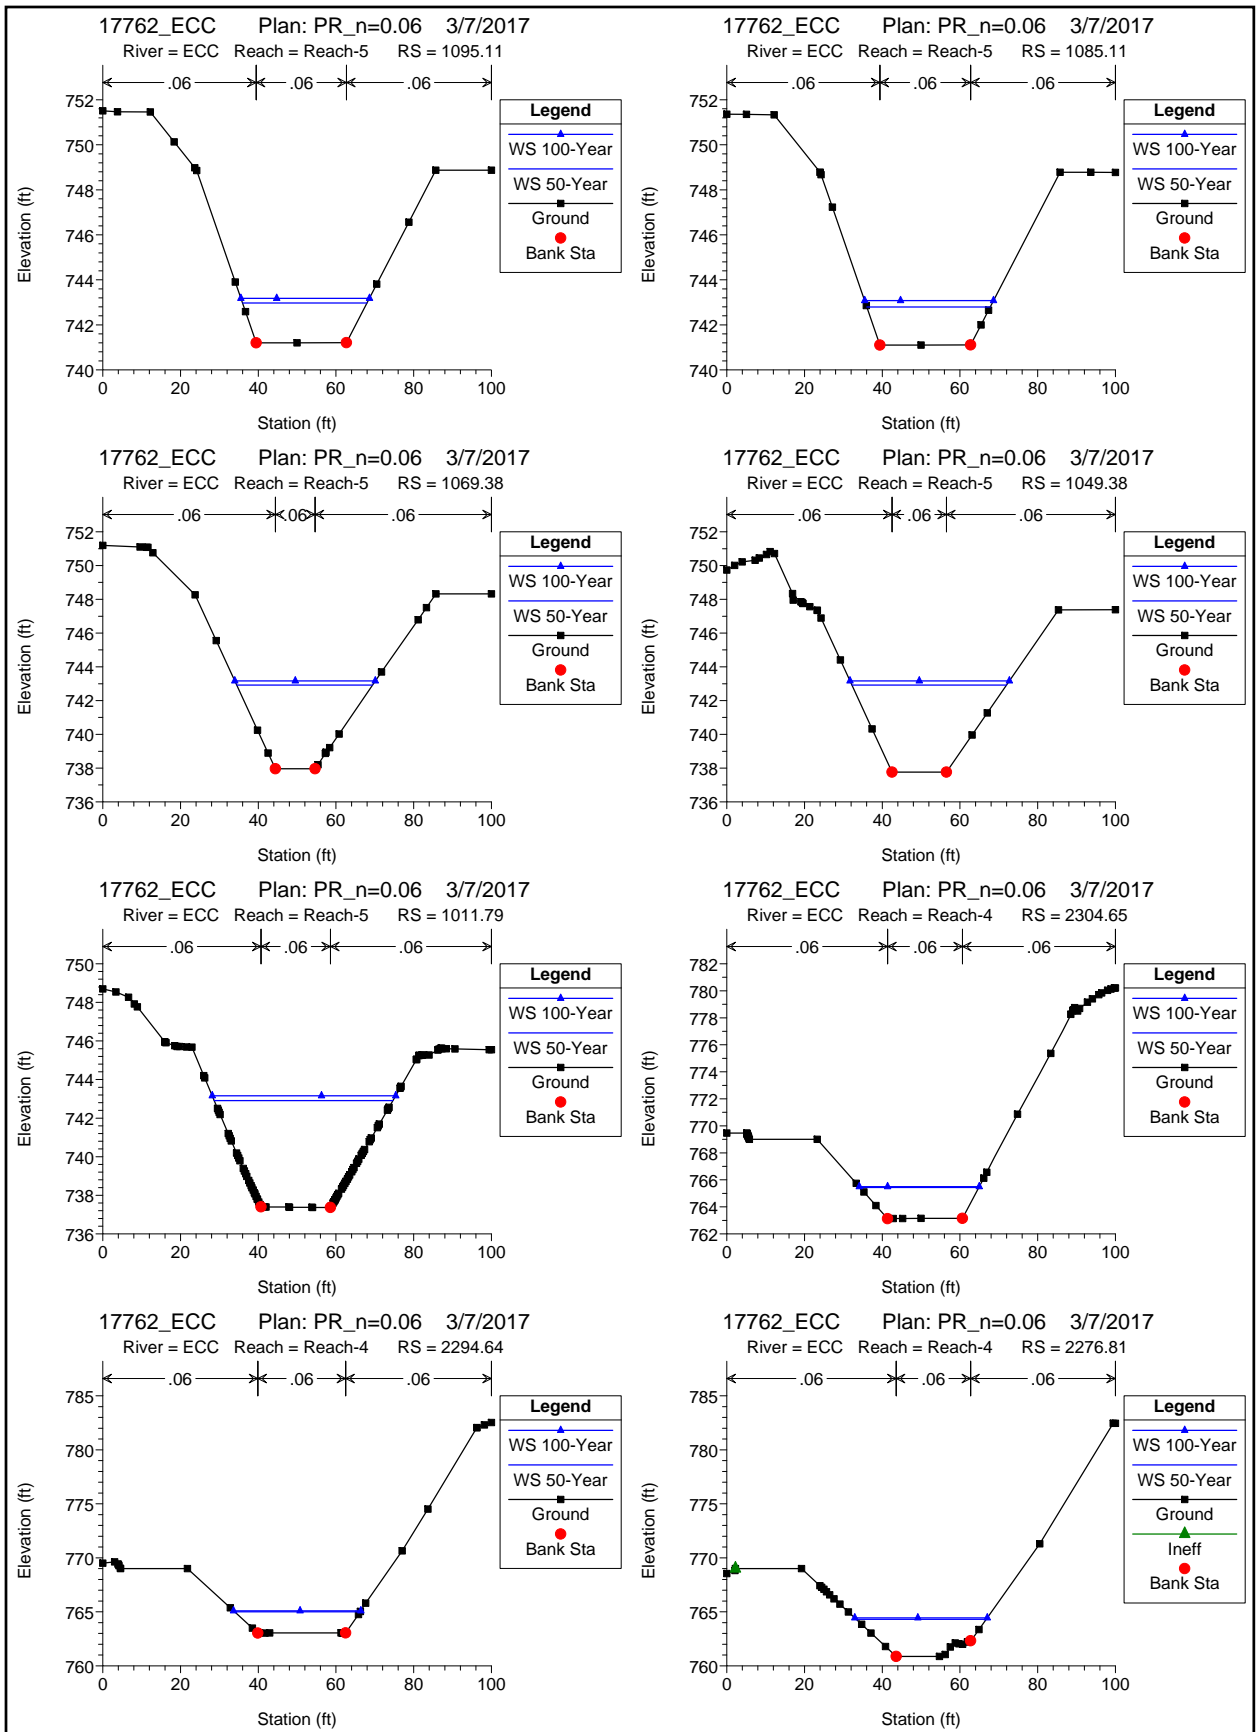 17762_ECC Plan: PR_n=0.06 3/7/2017
River = ECC Reach = Reach-5 RS = 1095.11
.06 .06 .06
752
750
748
746
744
742
740
Elevation (ft)
0 20 40 60 80 100
Station (ft)
Legend
WS 100-Year
WS 50-Year
Ground
Bank Sta
17762_ECC Plan: PR_n=0.06 3/7/2017
River = ECC Reach = Reach-5 RS = 1085.11
.06 .06 .06
752
750
748
746
744
742
740
Elevation (ft)
0 20 40 60 80 100
Station (ft)
Legend
WS 100-Year
WS 50-Year
Ground
Bank Sta
17762_ECC Plan: PR_n=0.06 3/7/2017
River = ECC Reach = Reach-5 RS = 1069.38
.06 .06 .06
752
750
748
746
744
742
740
738
736
Elevation (ft)
0 20 40 60 80 100
Station (ft)
Legend
WS 100-Year
WS 50-Year
Ground
Bank Sta
17762_ECC Plan: PR_n=0.06 3/7/2017
River = ECC Reach = Reach-5 RS = 1049.38
.06 .06 .06
752
750
748
746
744
742
740
738
736
Elevation (ft)
0 20 40 60 80 100
Station (ft)
Legend
WS 100-Year
WS 50-Year
Ground
Bank Sta
17762_ECC Plan: PR_n=0.06 3/7/2017
River = ECC Reach = Reach-5 RS = 1011.79
.06 .06 .06
750
748
746
744
742
740
738
736
Elevation (ft)
0 20 40 60 80 100
Station (ft)
Legend
WS 100-Year
WS 50-Year
Ground
Bank Sta
17762_ECC Plan: PR_n=0.06 3/7/2017
River = ECC Reach = Reach-4 RS = 2304.65
.06 .06 .06
782
780
778
776
774
772
770
768
766
764
762
Elevation (ft)
0 20 40 60 80 100
Station (ft)
Legend
WS 100-Year
WS 50-Year
Ground
Bank Sta
17762_ECC Plan: PR_n=0.06 3/7/2017
River = ECC Reach = Reach-4 RS = 2294.64
.06 .06 .06
785
780
775
770
765
760
Elevation (ft)
0 20 40 60 80 100
Station (ft)
Legend
WS 100-Year
WS 50-Year
Ground
Bank Sta
17762_ECC Plan: PR_n=0.06 3/7/2017
River = ECC Reach = Reach-4 RS = 2276.81
.06 .06 .06
785
780
775
770
765
760
Elevation (ft)
0 20 40 60 80 100
Station (ft)
Legend
WS 100-Year
WS 50-Year
Ground
Ineff
Bank Sta